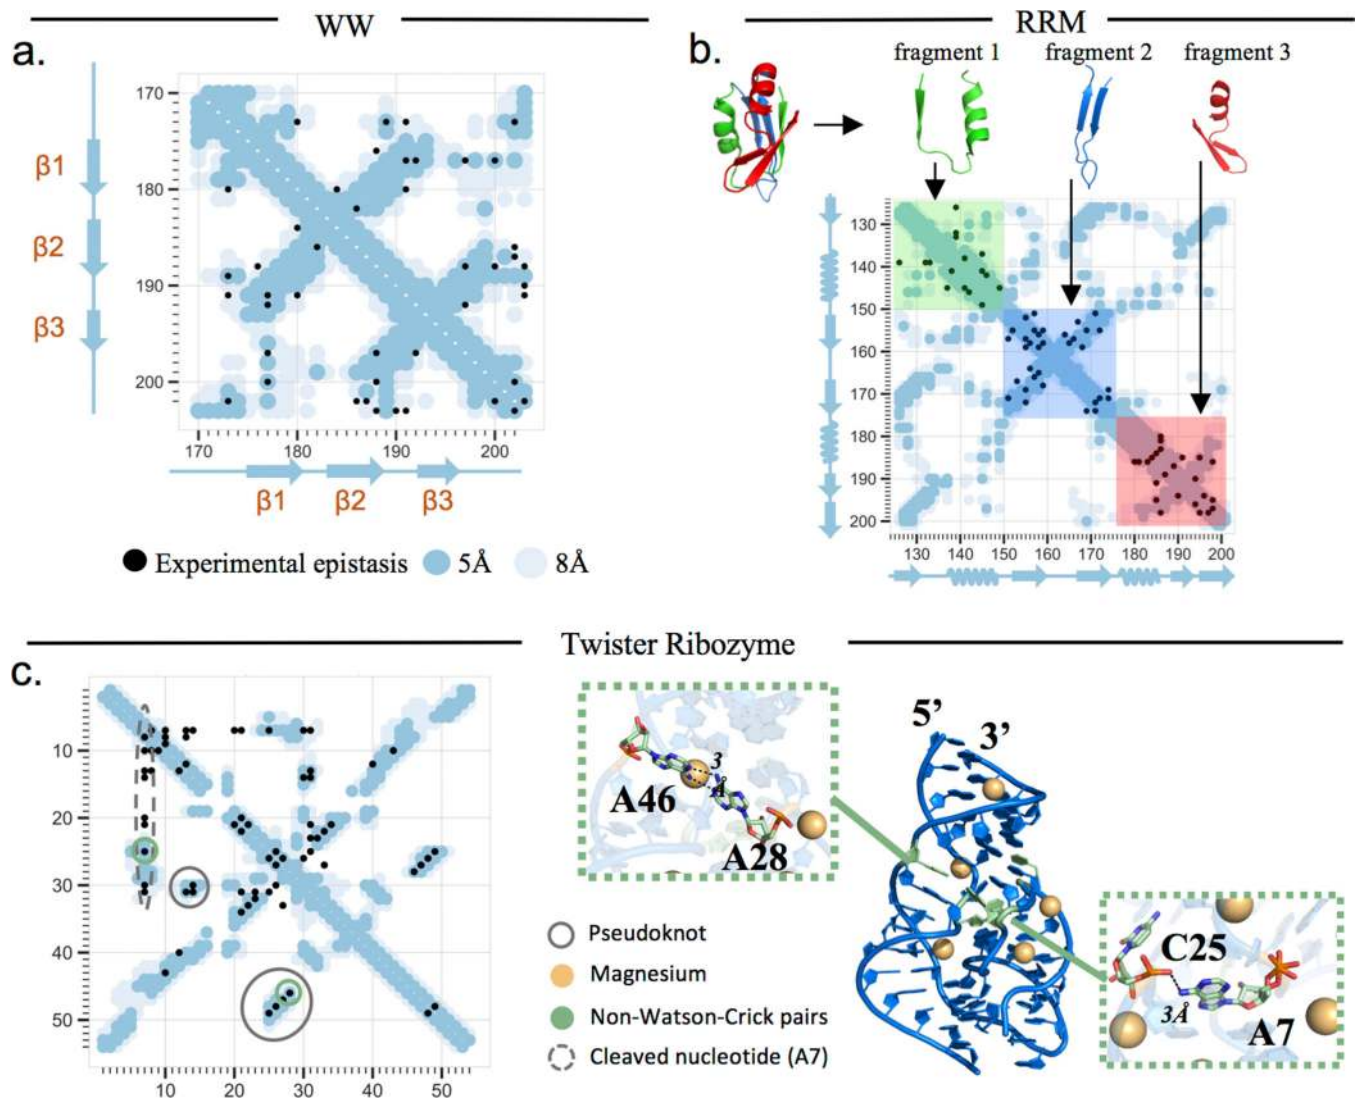 WW
RRM
a.
b.
fragment 1
fragment 2
fragment 3
170
180
190
200
β1
β2
β3
170
180
190
200
β1
β2
β3
130
140
150
160
170
180
190
200
130
140
150
160
170
180
190
200
Experimental epistasis
5Å
8Å
Twister Ribozyme
c.
10
20
30
40
50
10
20
30
40
50
A46
3
Å
A28
5’
3’
C25
3Å
A7
Pseudoknot
Magnesium
Non-Watson-Crick pairs
Cleaved nucleotide (A7)